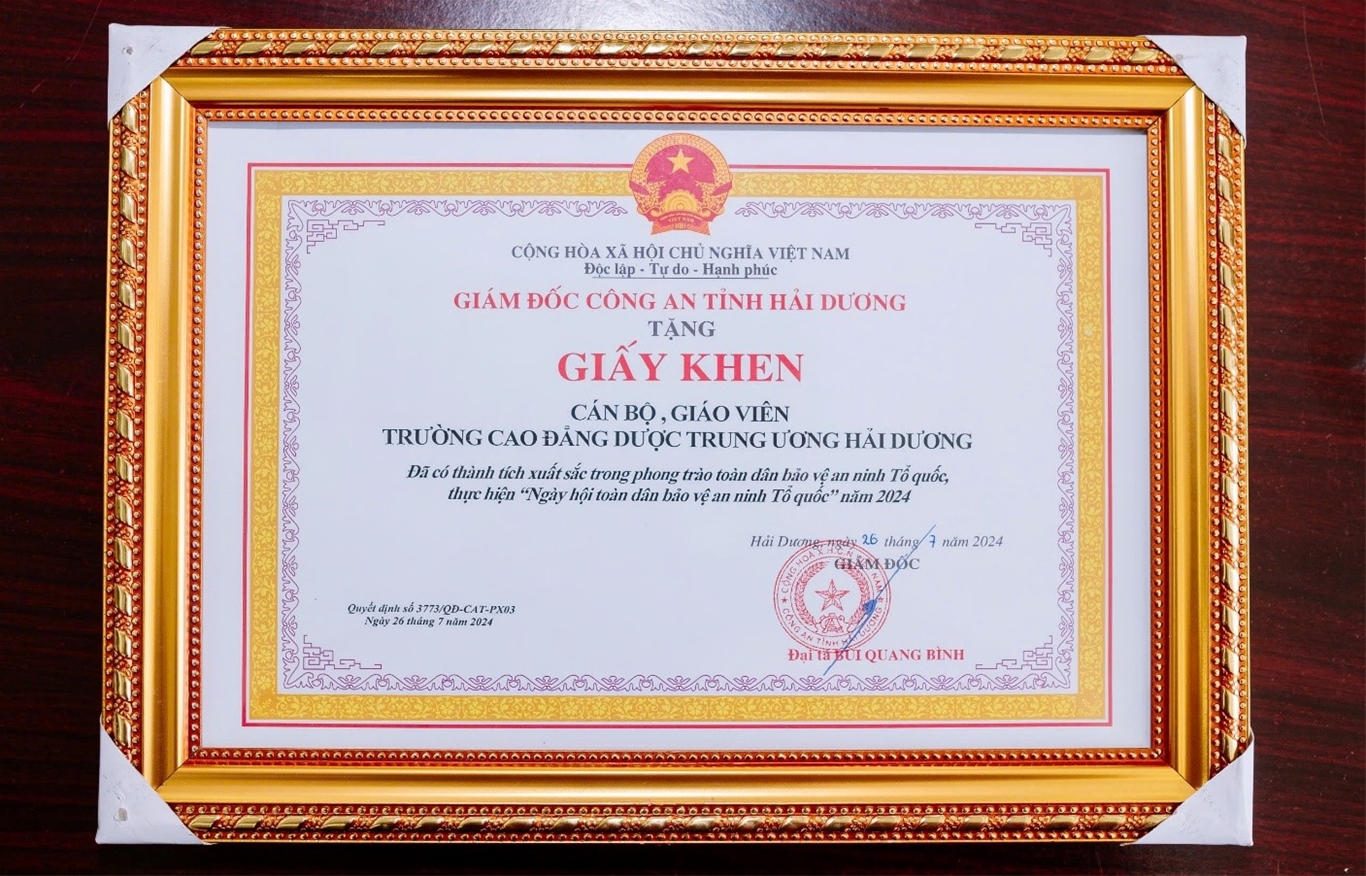 CỘNG HÒA XÃ HỘI CHỦ NGHĨA VIỆT NAM
Độc lập - Tự do - Hạnh phúc
GIÁM ĐỐC CÔNG AN TỈNH HẢI DƯƠNG
TẶNG
GIẤY KHEN
CÁN BỘ , GIÁO VIÊN
TRƯỜNG CAO ĐẲNG DƯỢC TRUNG ƯƠNG HẢI DƯƠNG
Đã có thành tích xuất sắc trong phong trào toàn dân bảo vệ an ninh Tổ quốc,
thực hiện “Ngày hội toàn dân bảo vệ an ninh Tổ quốc” năm 2024
Hải Dương, ngày 26 tháng 7 năm 2024
GIÁM ĐỐC
CÔNG AN TỈNH HẢI DƯƠNG
Quyết định số 3773/QĐ-CAT-PX03
Ngày 26 tháng 7 năm 2024
Đại tá BÙI QUANG BÌNH